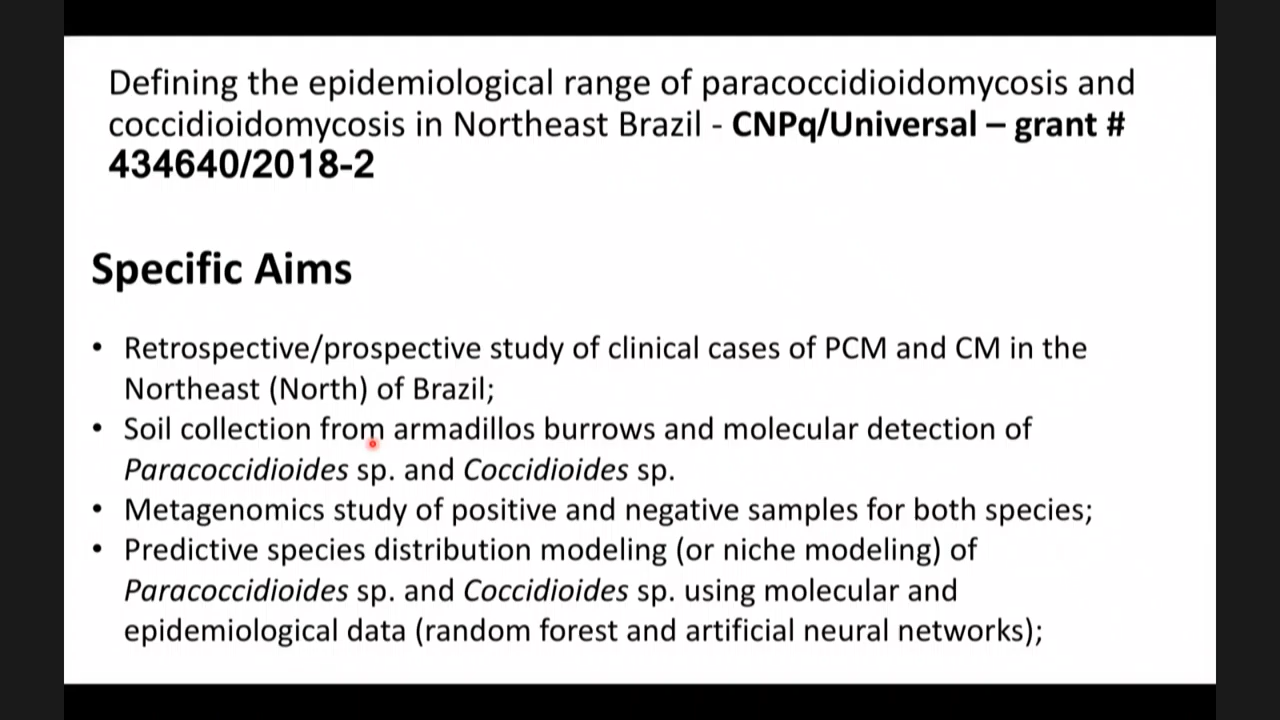 Defining the epidemiological range of paracoccidioidomycosis and
coccidioidomycosis in Northeast Brazil - CNPq/Universal – grant #
434640/2018-2
Specific Aims
• Retrospective/prospective study of clinical cases of PCM and CM in the
Northeast (North) of Brazil;
• Soil collection from armadillos burrows and molecular detection of
Paracoccidioides sp. and Coccidioides sp.
• Metagenomics study of positive and negative samples for both species;
• Predictive species distribution modeling (or niche modeling) of
Paracoccidioides sp. and Coccidioides sp. using molecular and
epidemiological data (random forest and artificial neural networks);